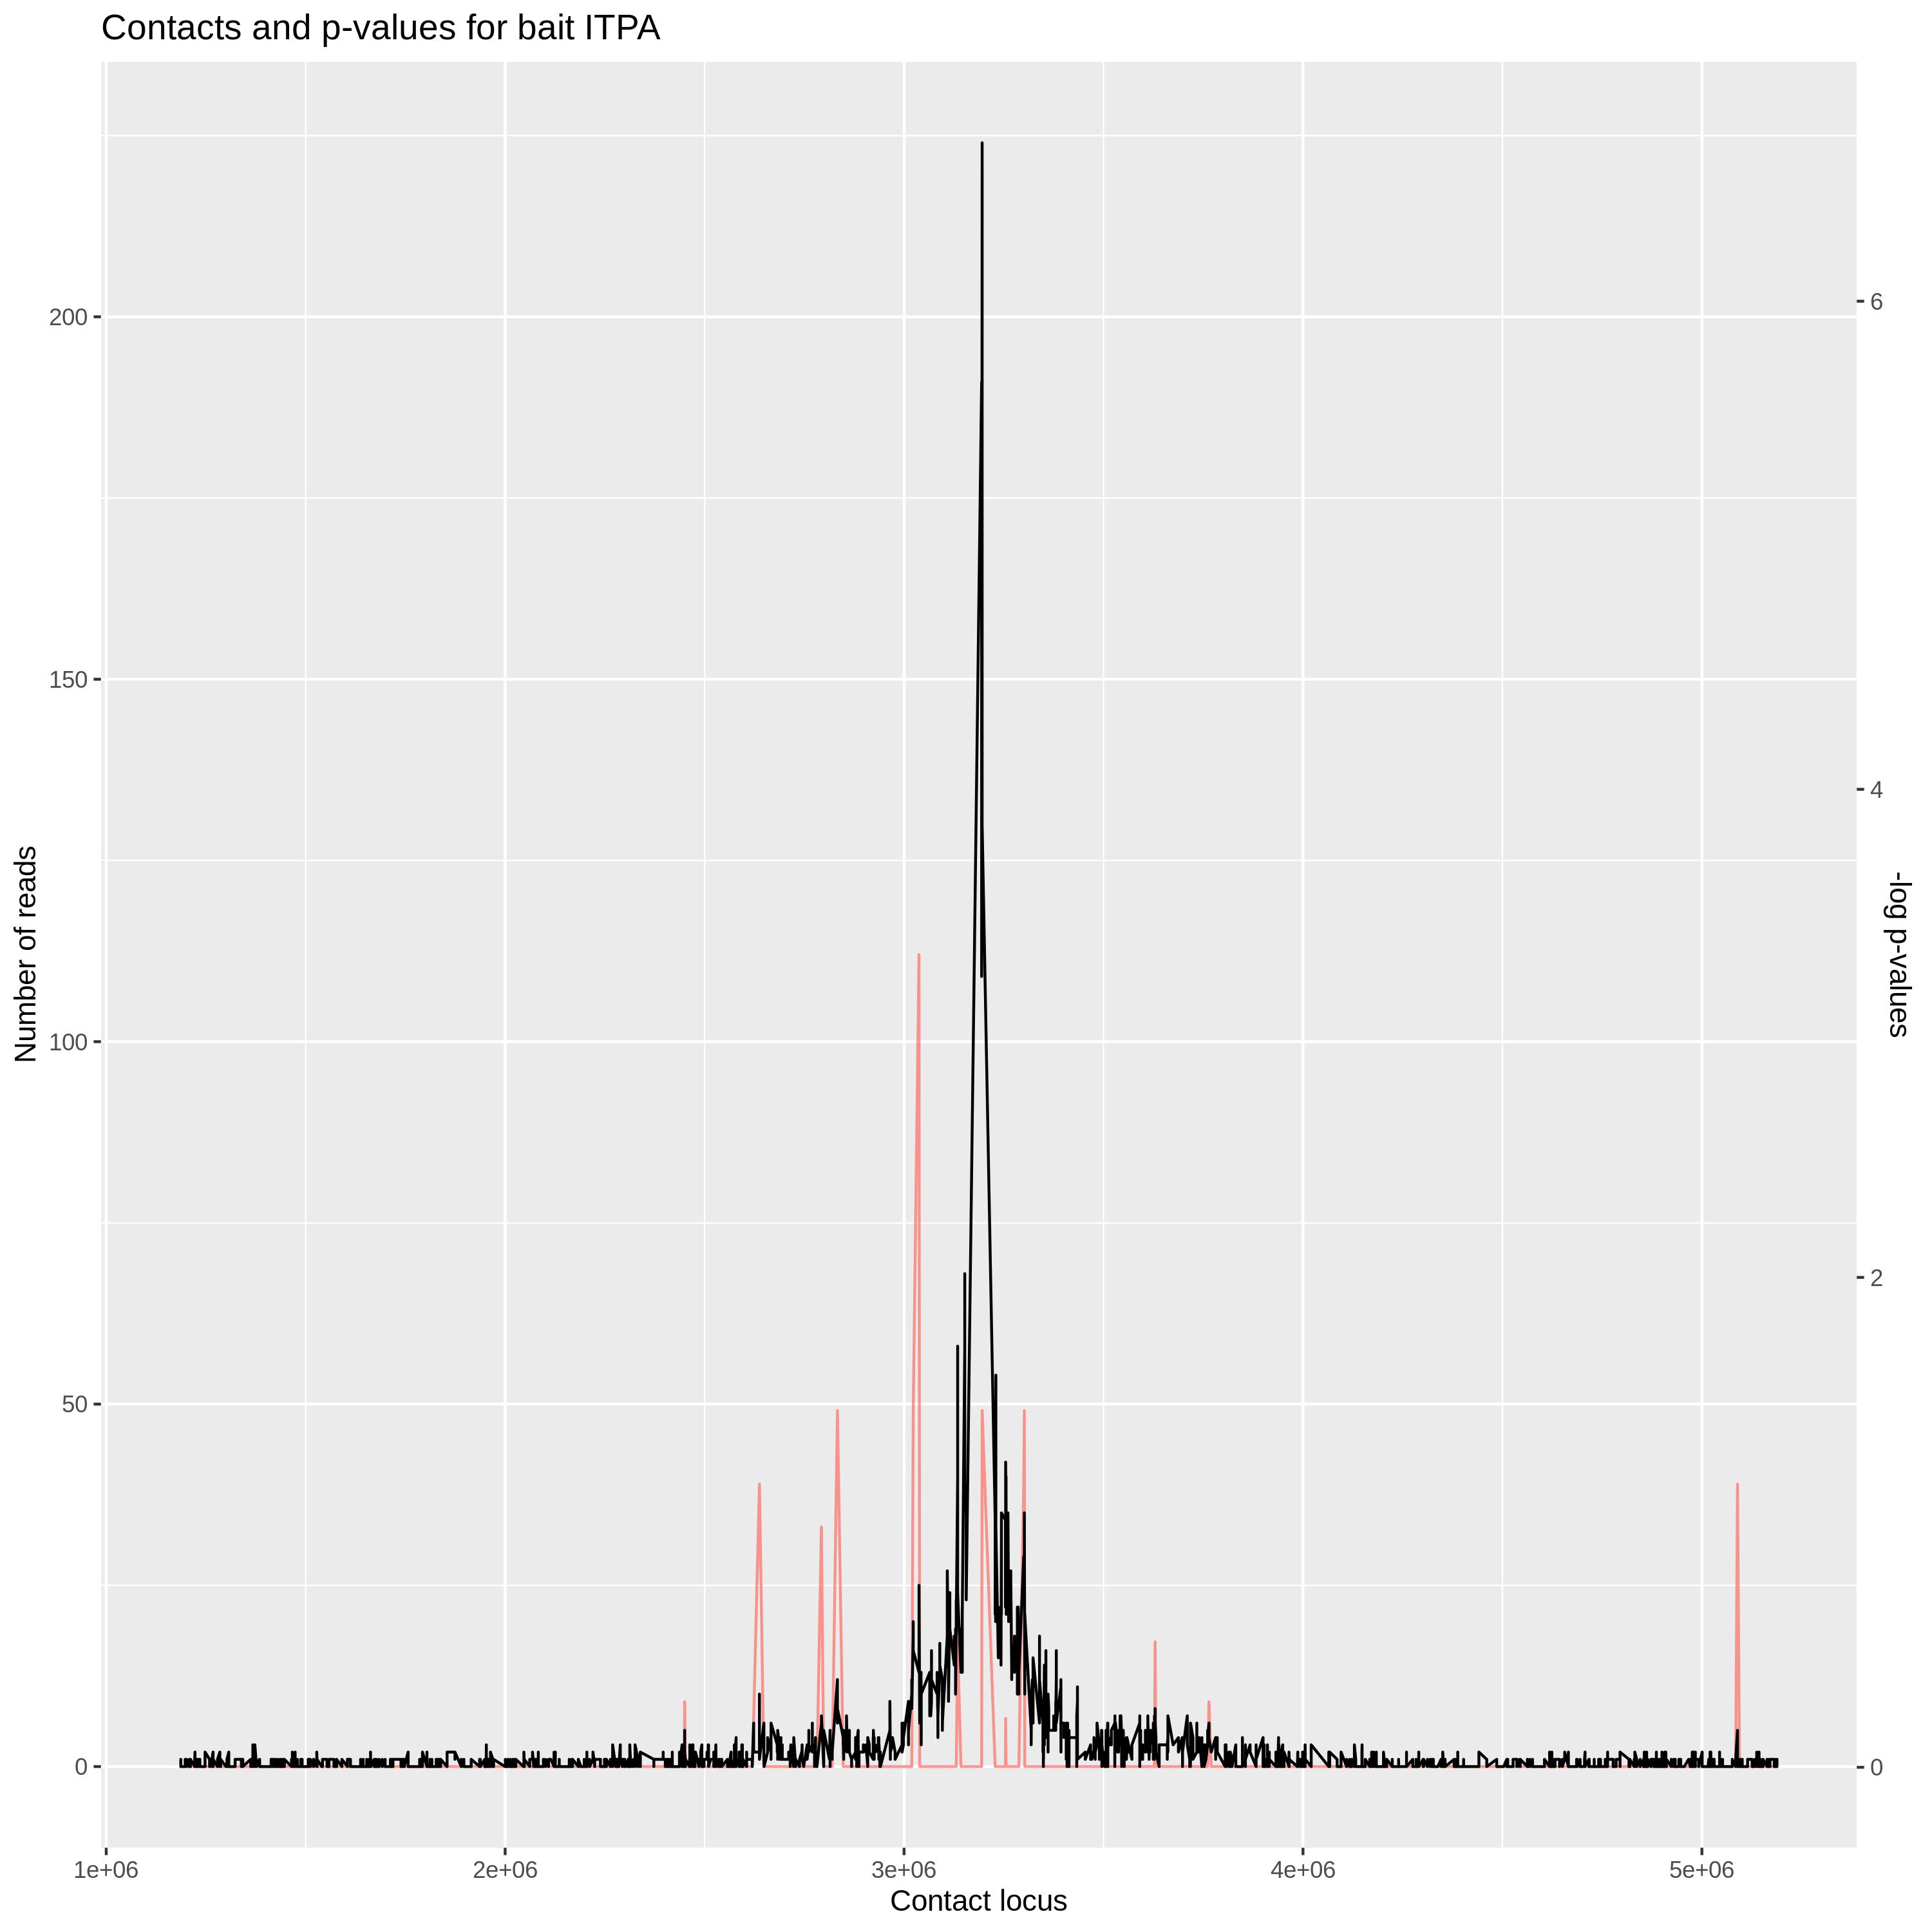 Contacts and p-values for bait ITPA
200
150
100
50
0
Number of reads
6
4
2
0
-log p-values
1e+06
2e+06
3e+06
4e+06
5e+06
Contact locus